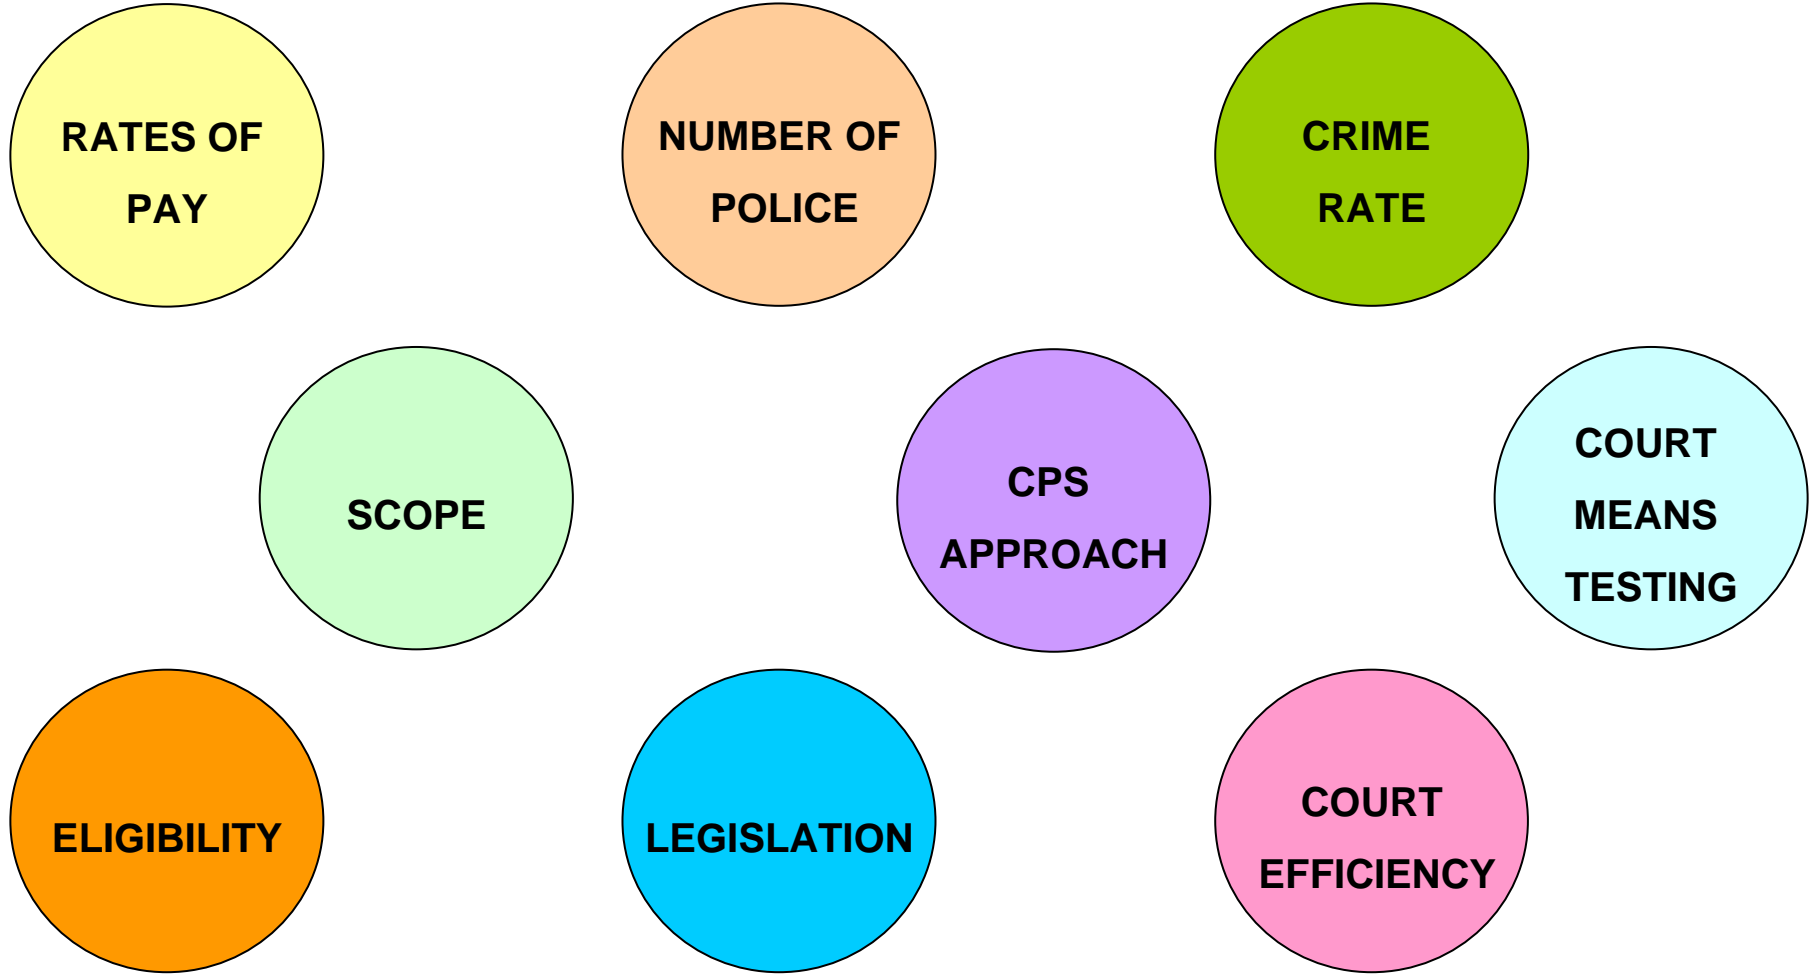 RATES OF
PAY
NUMBER OF
POLICE
CRIME
RATE
SCOPE
CPS
APPROACH
COURT
MEANS
TESTING
ELIGIBILITY
LEGISLATION
COURT
EFFICIENCY